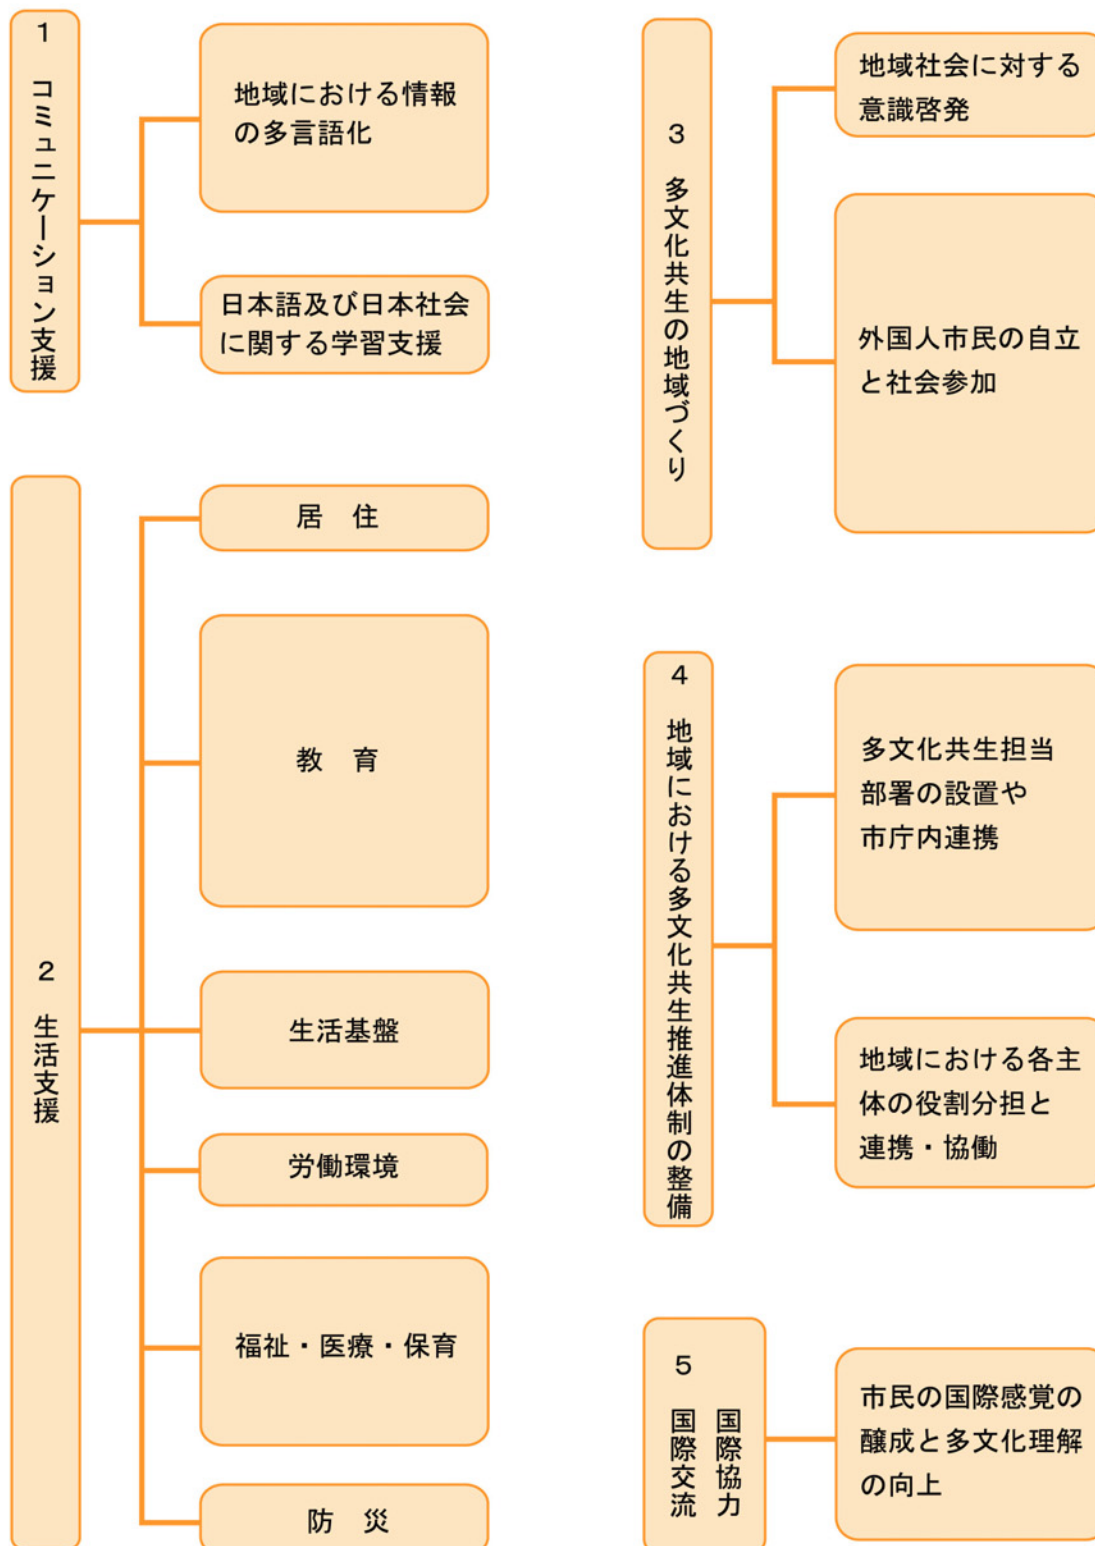 1　コミュニケーション支援
地域における情報
の多言語化
日本語及び日本社会
に関する学習支援
2　生活支援
居　住
教　育
生活基盤
労働環境
福祉・医療・保育
防　災
3　多文化共生の地域づくり
地域社会に対する
意識啓発
外国人市民の自立
と社会参加
4　地域における多文化共生推進体制の整備
多文化共生担当
部署の設置や
市庁内連携
地域における各主
体の役割分担と
連携・協働
5　国際交流
国際協力
市民の国際感覚の
醸成と多文化理解
の向上